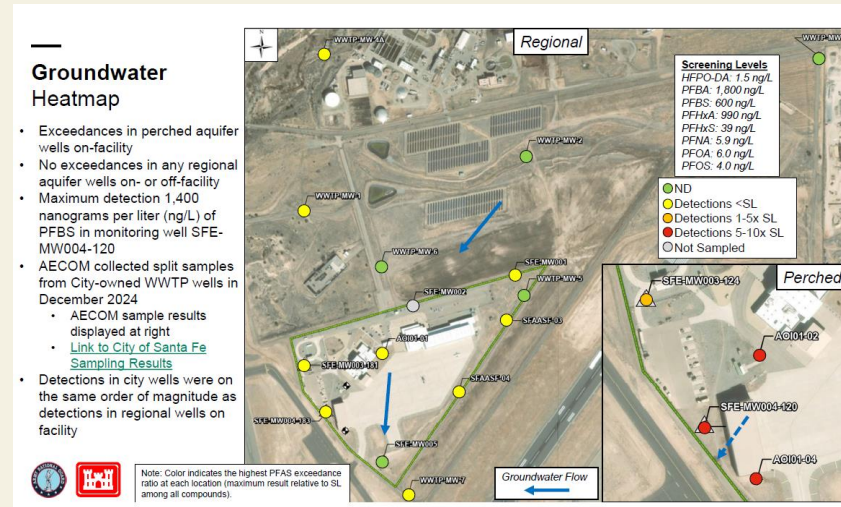 Groundwater
Heatmap
• Exceedances in perched aquifer
wells on-facility
• No exceedances in any regional
aquifer wells on- or off-facility
• Maximum detection 1,400
nanograms per liter (ng/L) of
PFBS in monitoring well SFE-
MW004-120
• AECOM collected split samples
from City-owned WWTP wells in
December 2024
• AECOM sample results
displayed at right
• Link to City of Santa Fe
Sampling Results
• Detections in city wells were on
the same order of magnitude as
detections in regional wells on
facility
Note: Color indicates the highest PFAS exceedance
ratio at each location (maximum result relative to SL
among all compounds).
Regional
WWTP-MW-4A
WWTP-MW
Screening Levels
HFPO-DA: 1.5 ng/L
PFBA: 1,800 ng/L
PFBS: 600 ng/L
PFHxA: 990 ng/L
PFHxS: 39 ng/L
PFNA: 5.9 ng/L
PFOA: 6.0 ng/L
PFOS: 4.0 ng/L
ND
Detections <SL
Detections 1-5x SL
Detections 5-10x SL
Not Sampled
WWTP-MW-2
WWTP-MW-1
WWTP-MW-6
SFE-MW001
WWTP-MW-5
SFE-MW002
SFAASF-03
AOI01-01
SFE-MW003-181
SFAASF-04
SFE-MW004-183
SFE-MW005
WWTP-MW-7
Groundwater Flow
Perched
SFE-MW003-124
AOI01-02
SFE-MW004-120
AOI01-04